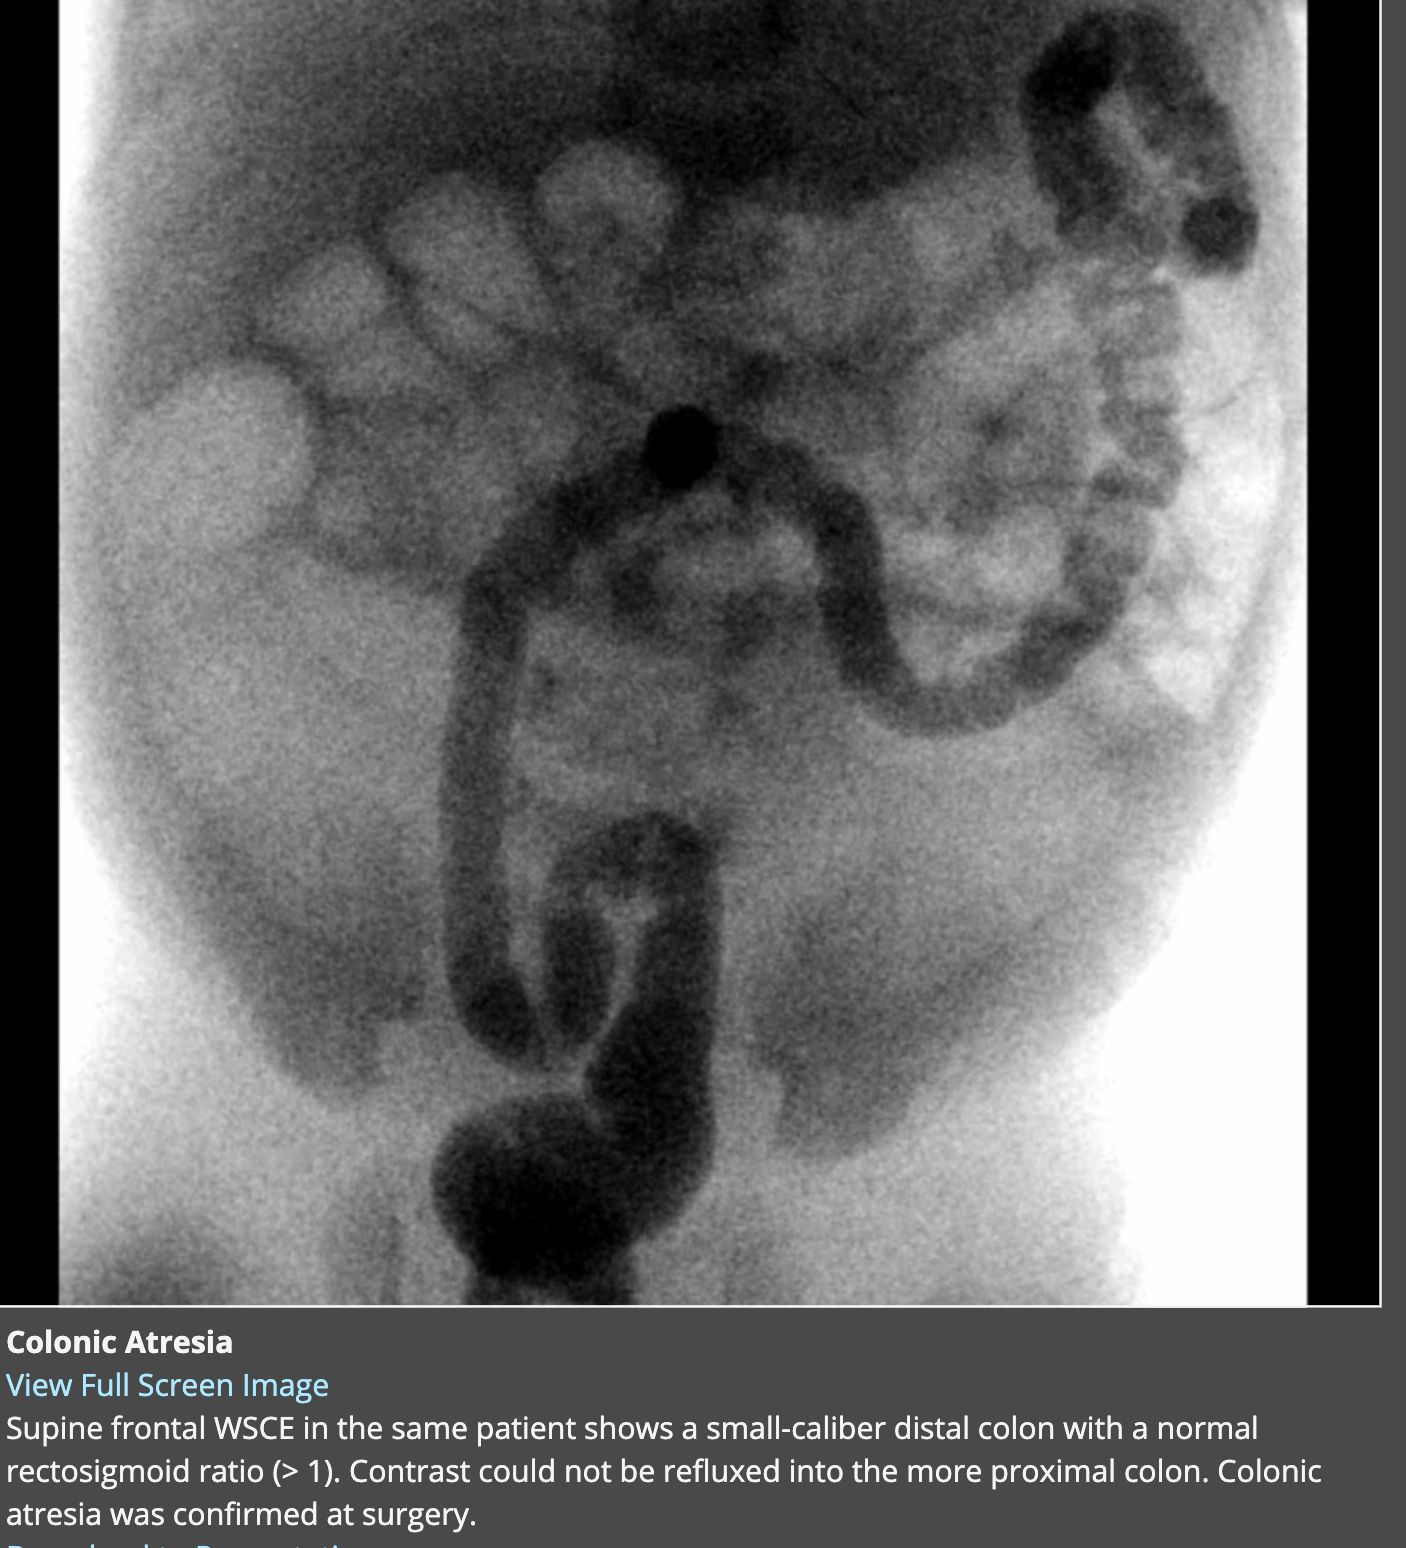 Colonic Atresia
View Full Screen Image
Supine frontal WSCE in the same patient shows a small-caliber distal colon with a normal
rectosigmoid ratio (> 1). Contrast could not be refluxed into the more proximal colon. Colonic
atresia was confirmed at surgery.